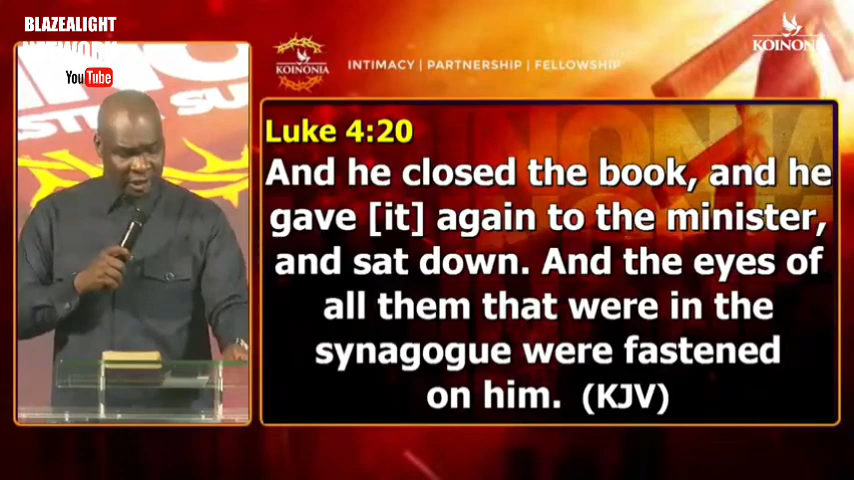 BLAZEALIGHT
NETWORK
YouTube
KOINONIA
INTIMACY | PARTNERSHIP | FELLOWSHIP
KOINONIA
Luke 4:20
And he closed the book, and he
gave [it] again to the minister,
and sat down. And the eyes of
all them that were in the
synagogue were fastened
on him. (KJV)